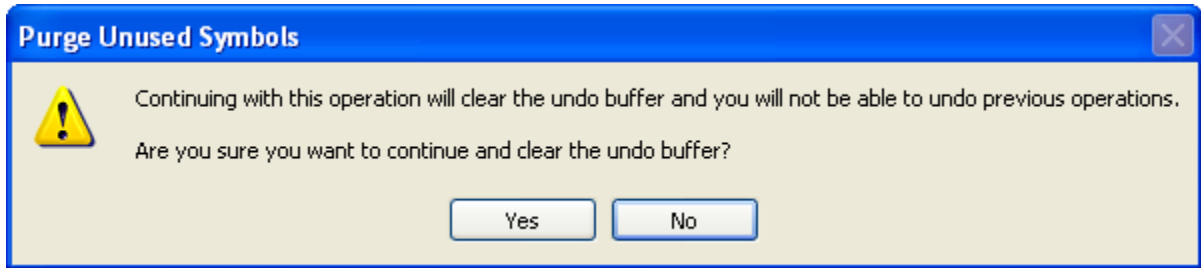 Purge Unused Symbols
Continuing with this operation will clear the undo buffer and you will not be able to undo previous operations.
Are you sure you want to continue and clear the undo buffer?
Yes No